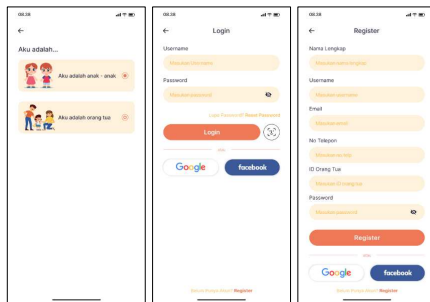 08.38
Aku adalah...
Aku adalah anak - anak
Aku adalah orang tua
08.38
Login
Username
Masukan Username
Password
Masukan password
Lupa Password? Reset Password
Login
atau
Google
facebook
Belum Punya Akun? Register
08.38
Register
Nama Lengkap
Masukan nama lengkap
Username
Masukan username
Email
Masukan email
No Telepon
Masukan no telp
ID Orang Tua
Masukan ID orang tua
Password
Masukan password
Register
atau
Google
facebook
Belum Punya Akun? Register